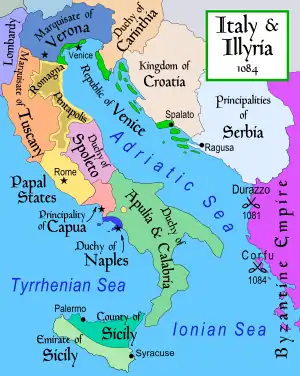 Italy &
Illyria
1084
Lombardy
Marquisate of
Verona
Duchy of
Carinthia
Venice
Kingdom of
Croatia
Marquisate of
Tuscany
Romagna
Pentapolis
Republic of Venice
Principalities
of
Serbia
Spalato
Ragusa
Duchy of
Spoleto
Adriatic Sea
Rome
Papal
States
Principality
of
Capua
Duchy of
Apulia & Calabria
Duchy of
Naples
Durazzo
1081
Corfu
1084
Byzantine Empire
Tyrrhenian Sea
Ionian Sea
Palermo
County of
Sicily
Emirate of
Sicily
Syracuse